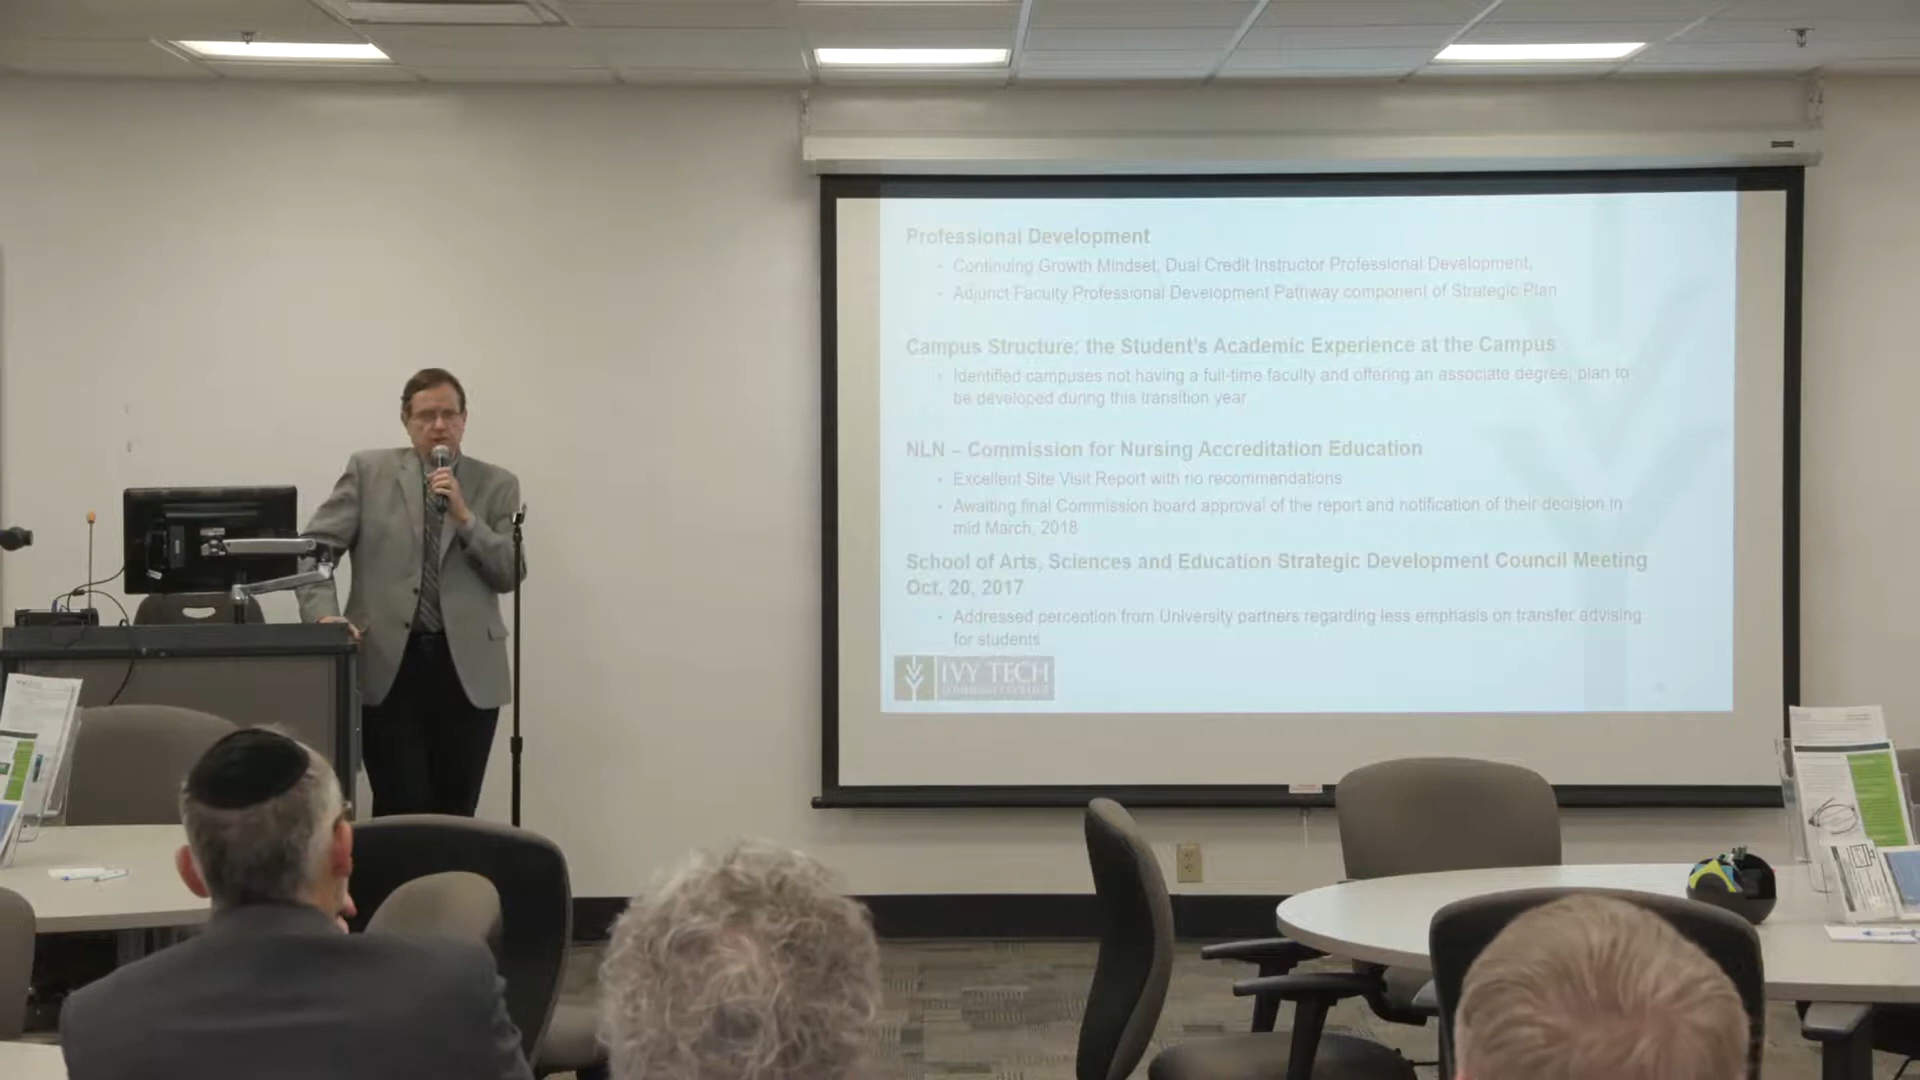 Professional Development
Continuing Growth Mindset, Dual Credit Instructor Professional Development,
Adjunct Faculty Professional Development Pathway component of Strategic Plan
Campus Structure: the Student's Academic Experience at the Campus
Identified campuses not having a full-time faculty and offering an associate degree, plan to
be developed during this transition year
NLN – Commission for Nursing Accreditation Education
Excellent Site Visit Report with no recommendations
Awaiting final Commission board approval of the report and notification of their decision in
mid March, 2018
School of Arts, Sciences and Education Strategic Development Council Meeting
Oct. 20, 2017
Addressed perception from University partners regarding less emphasis on transfer advising
for students
IVY TECH
COMMUNITY COLLEGE